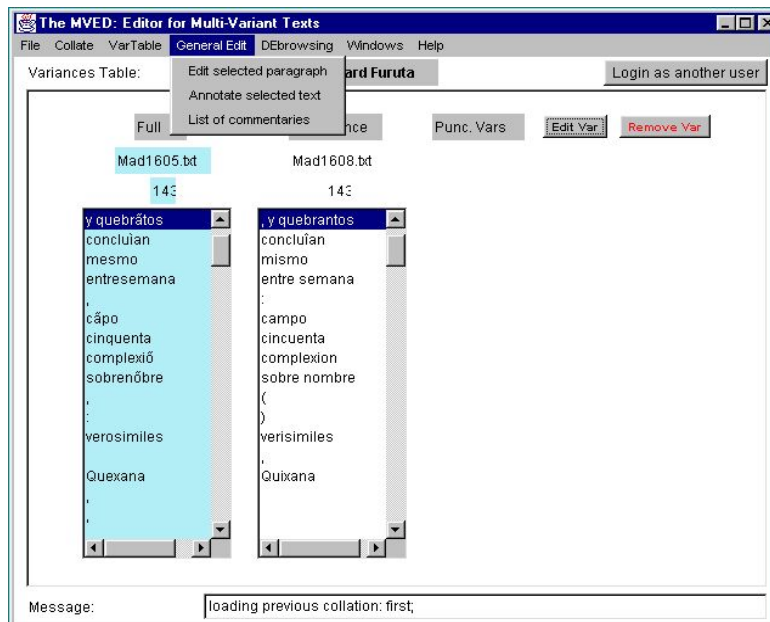 The MVED: Editor for Multi-Variant Texts
File Collate VarTable General Edit DEbrowsing Windows Help
Variances Table: ard Furuta Login as another user
Edit selected paragraph
Annotate selected text
List of commentaries
Full nce Punc. Vars Edit Var Remove Var
Mad1605.txt Mad1608.txt
143 143
y quebrãtos , y quebrantos
concluìan concluîan
mesmo mismo
entresemana entre semana
, :
cãpo campo
cinquenta cincuenta
complexiõ complexion
sobrenõbre sobre nombre
, (
: )
verosimiles verisimiles
,
Quexana Quixana
,
,
Message: loading previous collation: first;